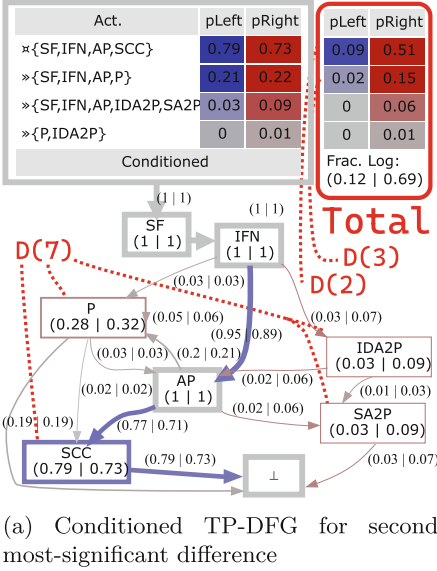 Act. pLeft pRight
¤{SF,IFN,AP,SCC} 0.79 0.73
»{SF,IFN,AP,P} 0.21 0.22
»{SF,IFN,AP,IDA2P,SA2P 0.03 0.09
»{P,IDA2P} 0 0.01
Conditioned
pLeft pRight
0.09 0.51
0.02 0.15
0 0.06
0 0.01
Frac. Log:
(0.12 | 0.69)
Total
D(3)
D(2)
D(7)
(1 | 1)
SF
(1 | 1)
(1 | 1)
IFN
(1 | 1)
(0.03 | 0.03)
P
(0.28 | 0.32)
(0.05 | 0.06)
(0.95 | 0.89)
(0.03 | 0.07)
(0.03 | 0.03)
(0.2 | 0.21)
IDA2P
(0.03 | 0.09)
(0.02 | 0.02)
AP
(1 | 1)
(0.02 | 0.06)
(0.01 | 0.03)
(0.02 | 0.06)
SA2P
(0.03 | 0.09)
(0.19 | 0.19)
(0.77 | 0.71)
SCC
(0.79 | 0.73)
(0.79 | 0.73)
⊥
(0.03 | 0.07)
(a) Conditioned TP-DFG for second
most-significant difference